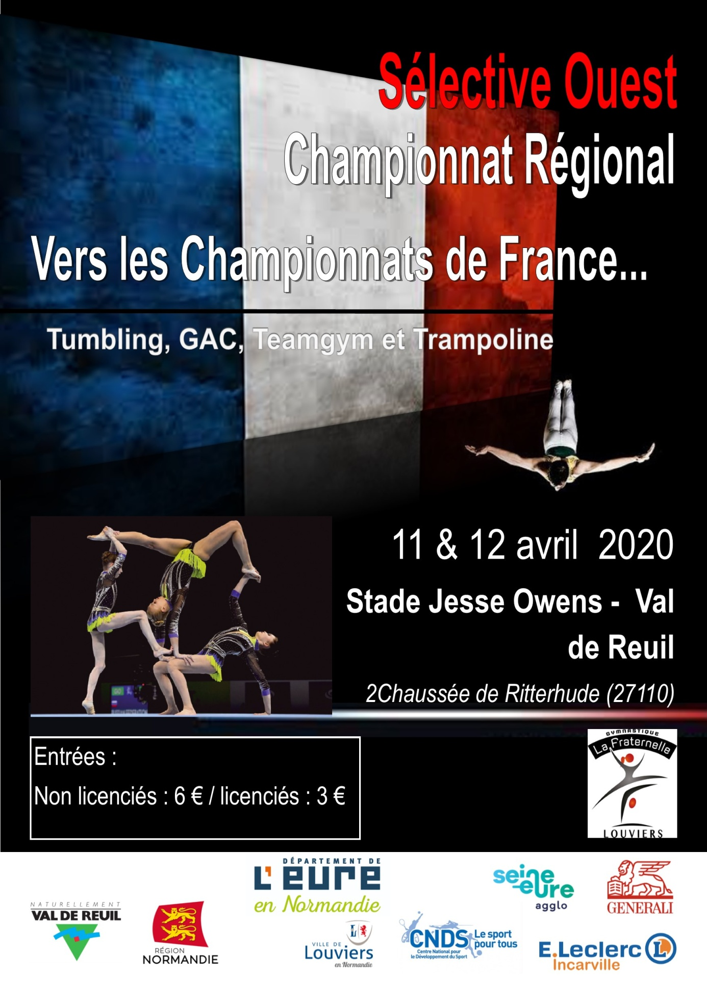 Sélective Ouest
Championnat Régional
Vers les Championnats de France...
Tumbling, GAC, Teamgym et Trampoline
11 & 12 avril 2020
Stade Jesse Owens - Val
de Reuil
2Chaussée de Ritterhude (27110)
Entrées :
Non licenciés : 6 € / licenciés : 3 €
GYMNASTIQUE
La Fraternelle
LOUVIERS
NATURELLEMENT
VAL DE REUIL
RÉGION
NORMANDIE
DÉPARTEMENT DE
L'EURE
en Normandie
VILLE DE
Louviers
en Normandie
CNDS
Centre National pour
le Développement du Sport
Le sport
pour tous
seine
eure
agglo
GENERALI
E.Leclerc L
Incarville